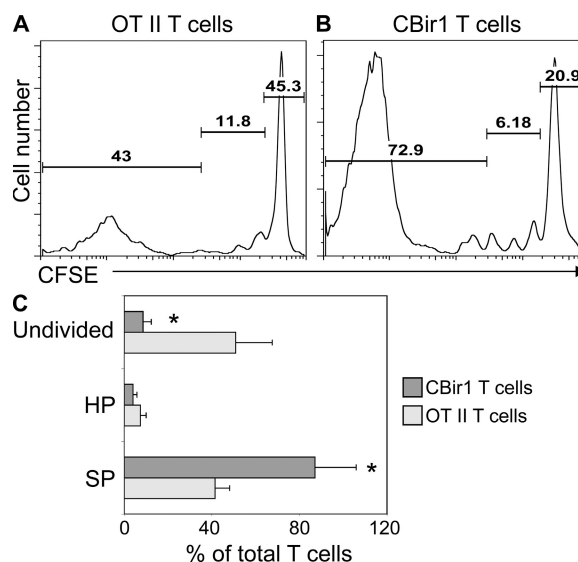 A OT II T cells
B CBir1 T cells
Cell number
45.3
11.8
43
20.9
6.18
72.9
CFSE
C
Undivided
*
HP
SP
*
CBir1 T cells
OT II T cells
0 40 80 120
% of total T cells